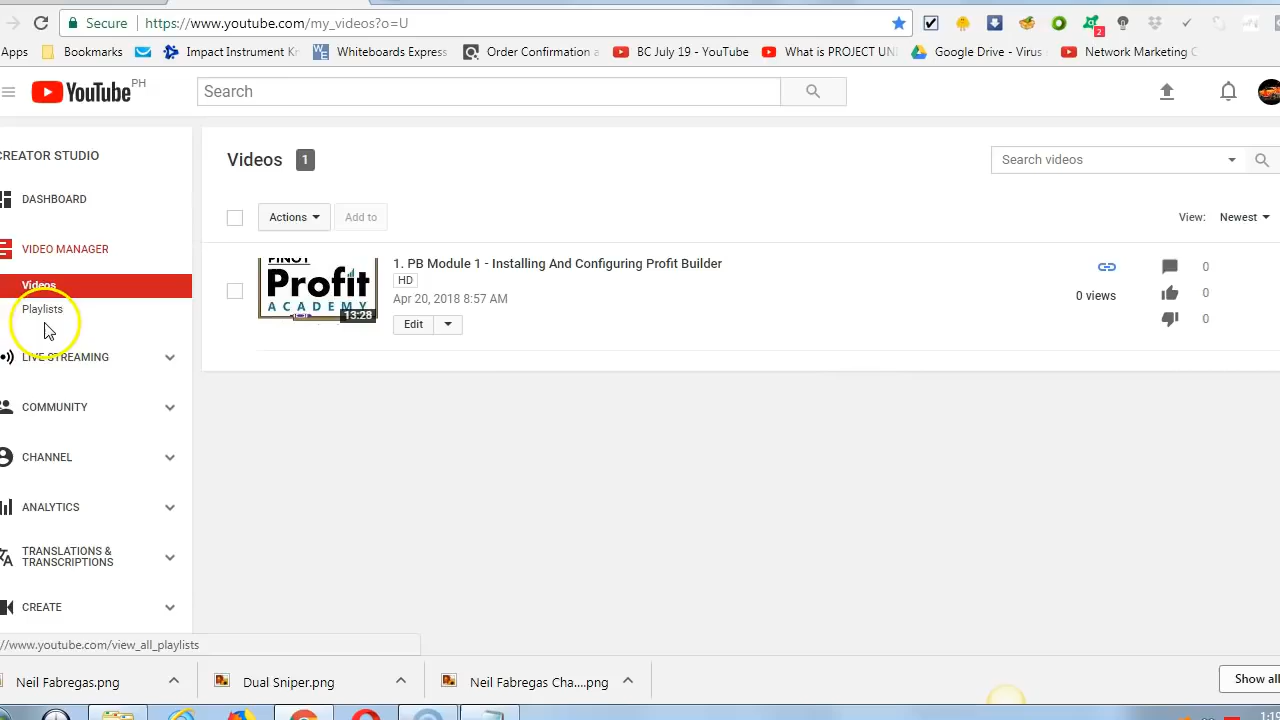 Secure
https://www.youtube.com/my_videos?o=U
2
Apps
Bookmarks
Impact Instrument Kr
Whiteboards Express
Order Confirmation a
BC July 19 - YouTube
What is PROJECT UNI
Google Drive - Virus
Network Marketing C
YouTube PH
Search
CREATOR STUDIO
DASHBOARD
VIDEO MANAGER
Videos
Playlists
LIVE STREAMING
COMMUNITY
CHANNEL
ANALYTICS
TRANSLATIONS &
TRANSCRIPTIONS
CREATE
Videos 1
Search videos
Actions
Add to
View: Newest
PINOY
Profit
ACADEMY
13:28
1. PB Module 1 - Installing And Configuring Profit Builder
HD
Apr 20, 2018 8:57 AM
Edit
0 views
0
0
0
//www.youtube.com/view_all_playlists
Neil Fabregas.png
Dual Sniper.png
Neil Fabregas Cha....png
Show all